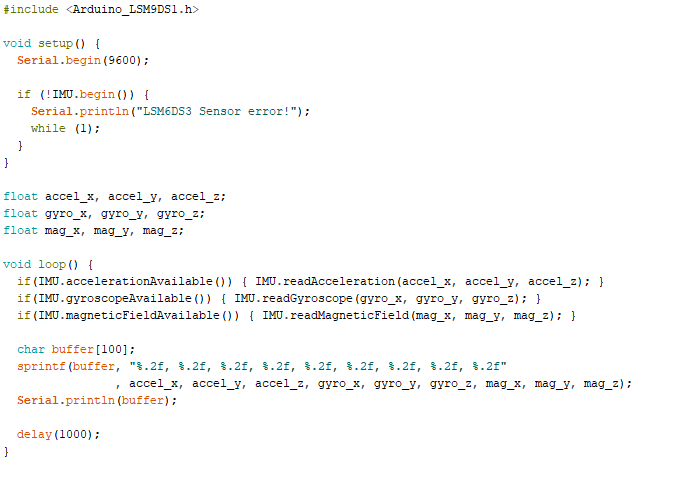 #include <Arduino_LSM9DS1.h>
void setup() {
Serial.begin(9600);
if (!IMU.begin()) {
Serial.println("LSM6DS3 Sensor error!");
while (1);
}
}
float accel_x, accel_y, accel_z;
float gyro_x, gyro_y, gyro_z;
float mag_x, mag_y, mag_z;
void loop() {
if(IMU.accelerationAvailable()) { IMU.readAcceleration(accel_x, accel_y, accel_z); }
if(IMU.gyroscopeAvailable()) { IMU.readGyroscope(gyro_x, gyro_y, gyro_z); }
if(IMU.magneticFieldAvailable()) { IMU.readMagneticField(mag_x, mag_y, mag_z); }
char buffer[100];
sprintf(buffer, "%.2f, %.2f, %.2f, %.2f, %.2f, %.2f, %.2f, %.2f, %.2f"
, accel_x, accel_y, accel_z, gyro_x, gyro_y, gyro_z, mag_x, mag_y, mag_z);
Serial.println(buffer);
delay(1000);
}